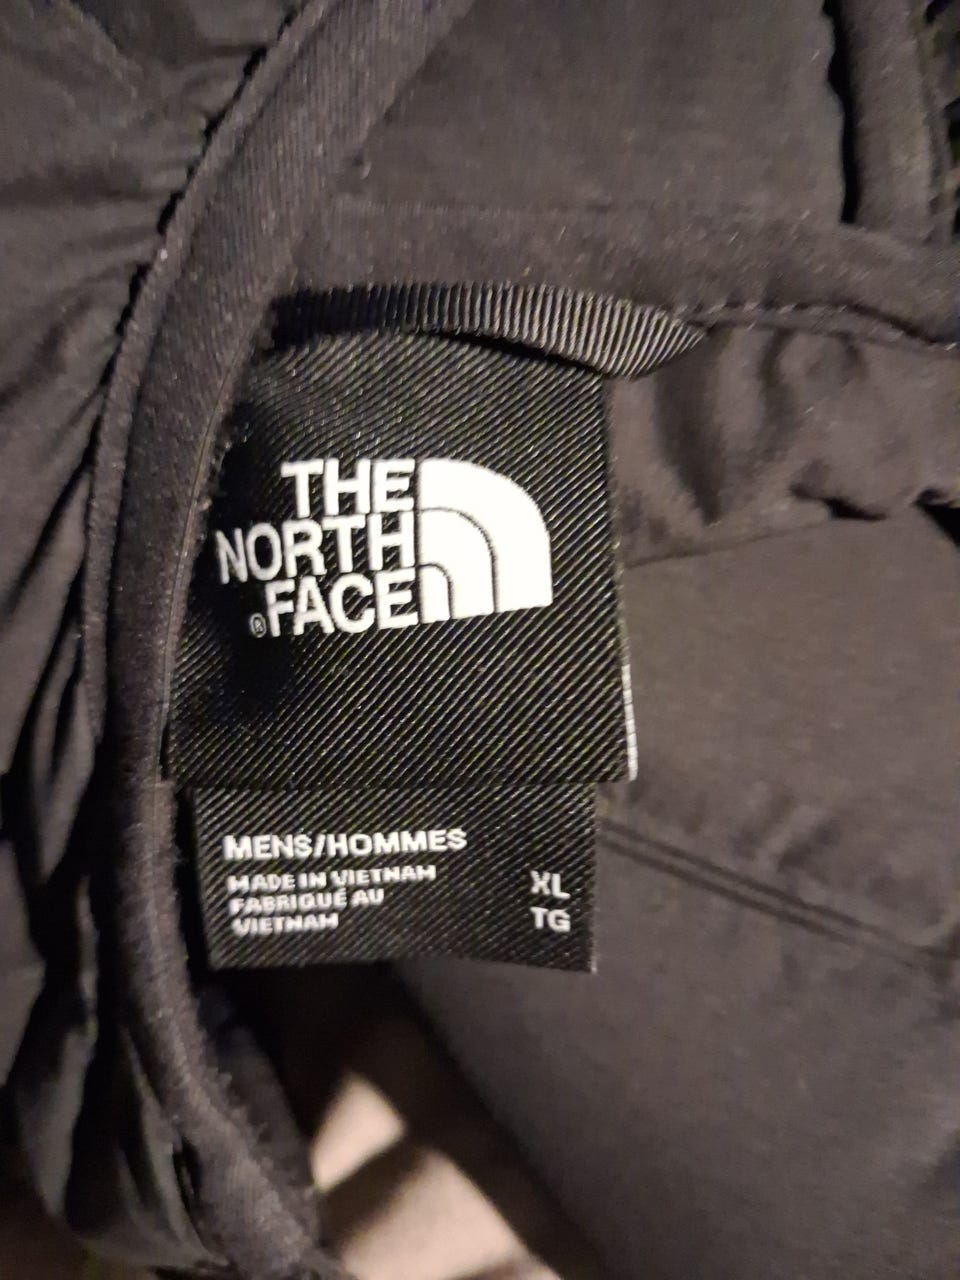 THE
NORTH
®FACE
MENS/HOMMES
MADE IN VIETNAM
FABRIQUÉ AU
VIETNAM
XL
TG